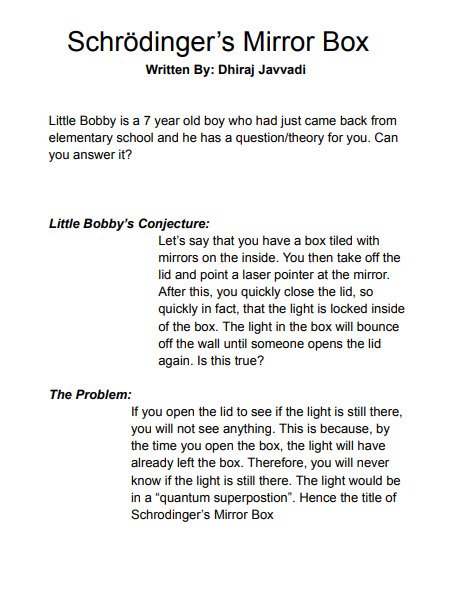 Schrödinger’s Mirror Box
Written By: Dhiraj Javvadi
Little Bobby is a 7 year old boy who had just came back from
elementary school and he has a question/theory for you. Can
you answer it?
Little Bobby’s Conjecture:
Let’s say that you have a box tiled with
mirrors on the inside. You then take off the
lid and point a laser pointer at the mirror.
After this, you quickly close the lid, so
quickly in fact, that the light is locked inside
of the box. The light in the box will bounce
off the wall until someone opens the lid
again. Is this true?
The Problem:
If you open the lid to see if the light is still there,
you will not see anything. This is because, by
the time you open the box, the light will have
already left the box. Therefore, you will never
know if the light is still there. The light would be
in a “quantum superpostion”. Hence the title of
Schrodinger’s Mirror Box